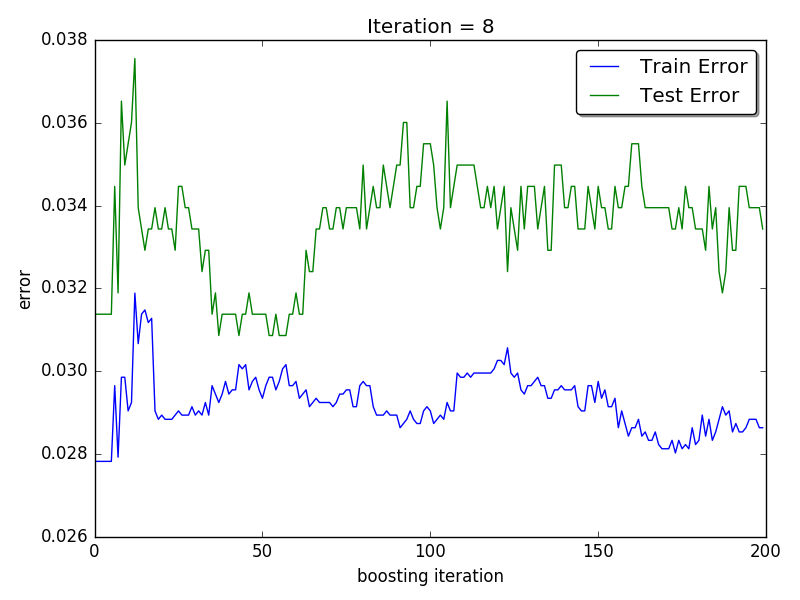 Iteration = 8
Train Error
Test Error
0.038
0.036
0.034
0.032
0.030
0.028
0.026
error
0
50
100
150
200
boosting iteration